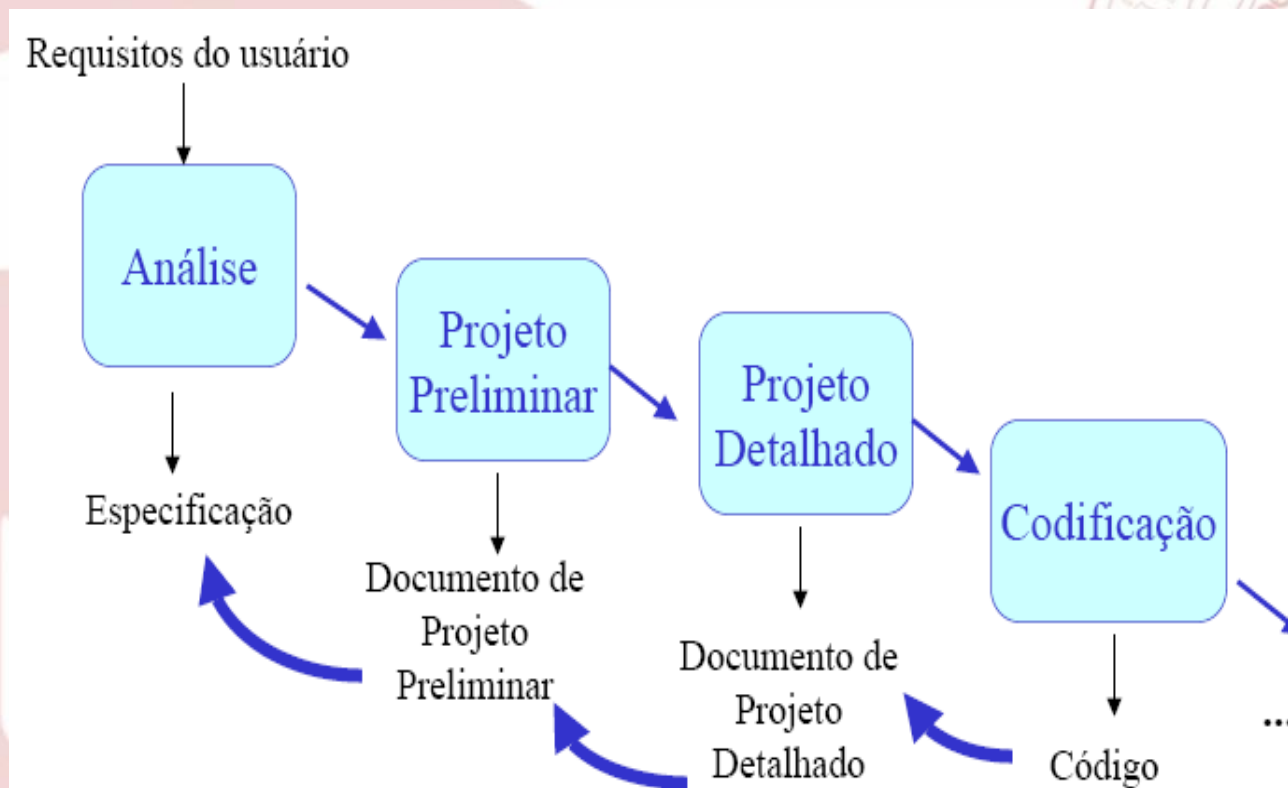 Requisitos do usuário
Análise
Projeto
Preliminar
Projeto
Detalhado
Codificação
Especificação
Documento de
Projeto
Preliminar
Documento de
Projeto
Detalhado
Código
...